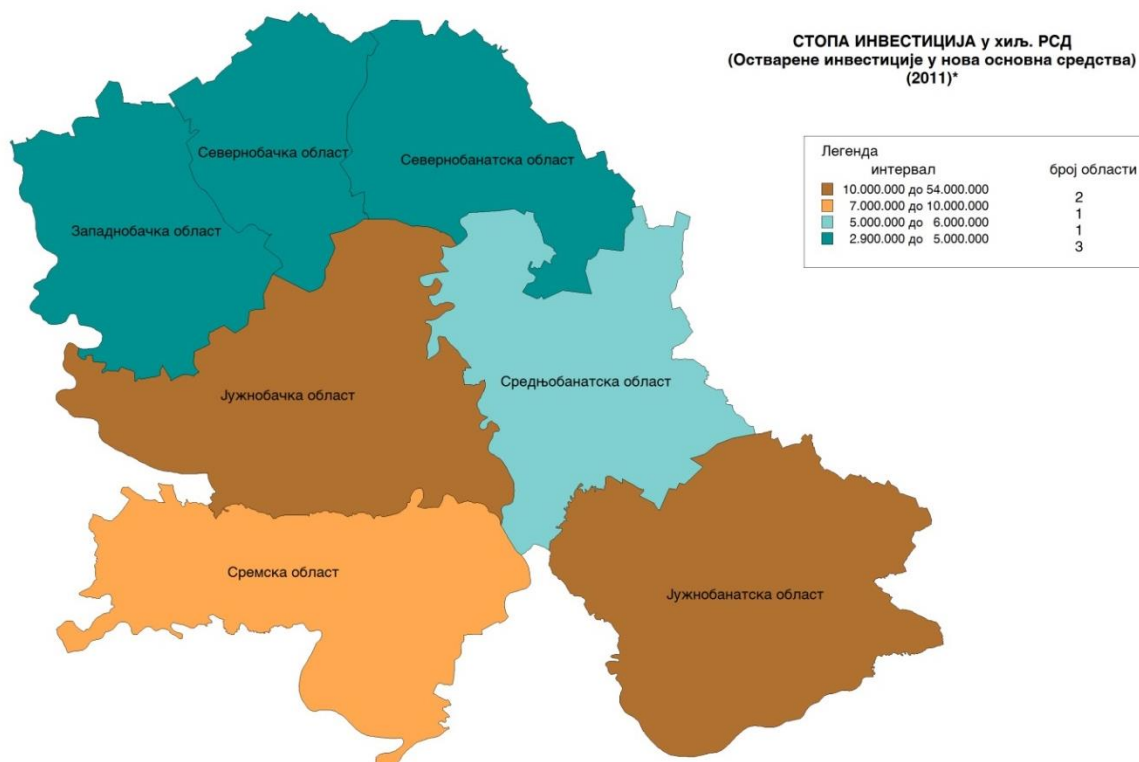 СТОПА ИНВЕСТИЦИЈА у хиљ. РСД
(Остварене инвестиције у нова основна средства)
(2011)*
Легенда
интервал број области
10.000.000 до 54.000.000 2
7.000.000 до 10.000.000 1
5.000.000 до 6.000.000 1
2.900.000 до 5.000.000 3
Севернобачка област
Севернобанатска област
Западнобачка област
Јужнобачка област
Средњобанатска област
Сремска област
Јужнобанатска област